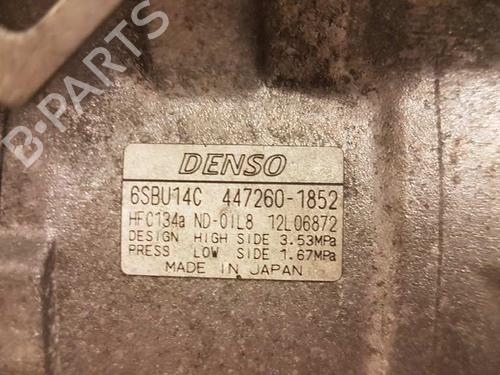 B-PARTS
DENSO
6SBU14C 447260-1852
HFC134a ND-OIL8 12L06872
DESIGN HIGH SIDE 3.53MPa
PRESS LOW SIDE 1.67MPa
MADE IN JAPAN